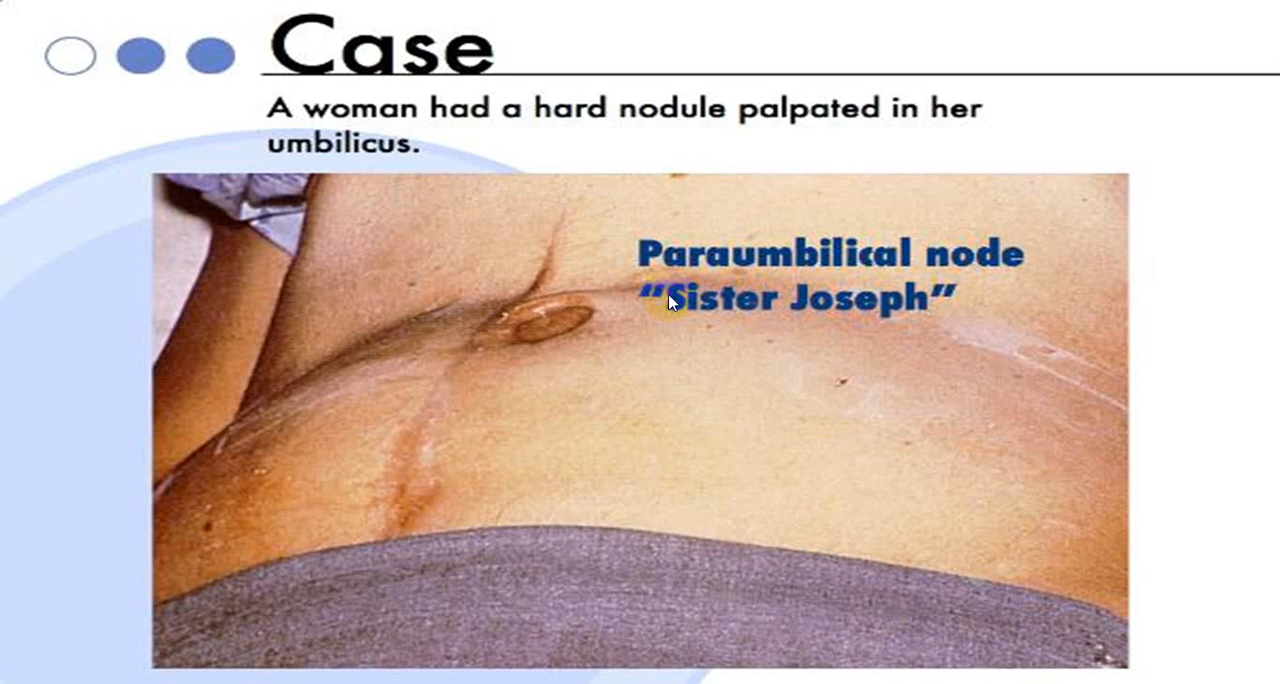 Case
A woman had a hard nodule palpated in her
umbilicus.
Paraumbilical node
“Sister Joseph”